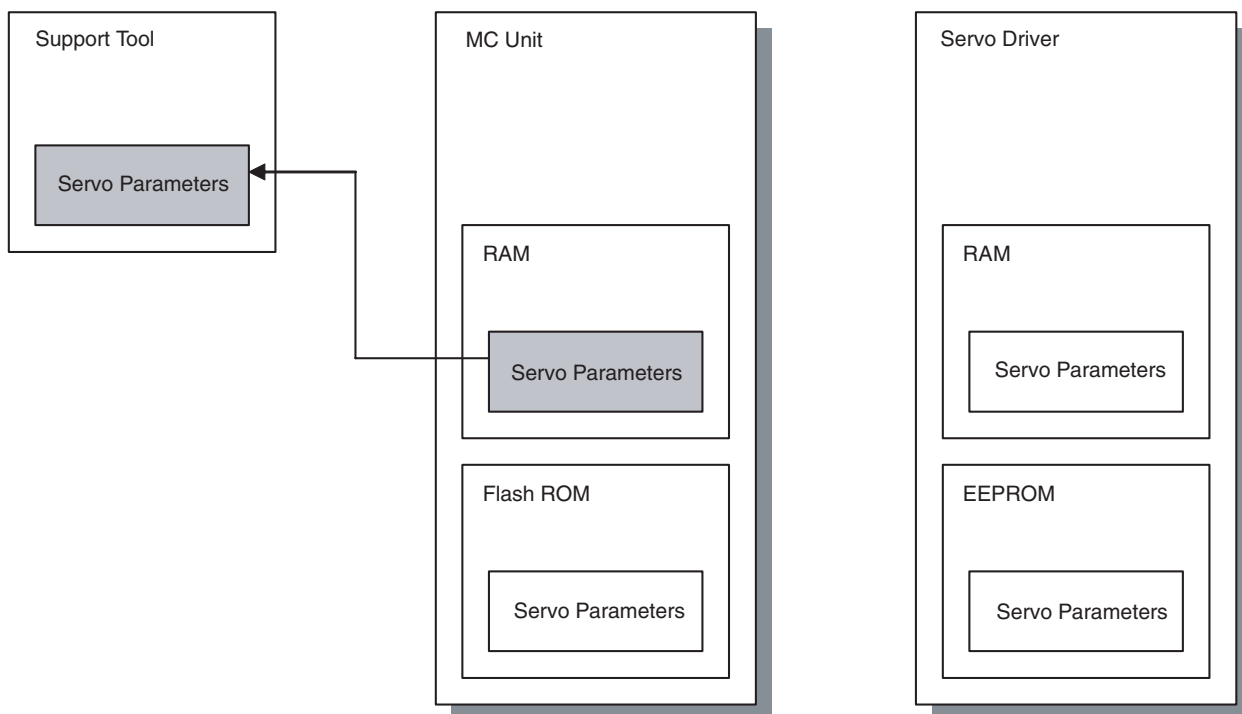 Support Tool
Servo Parameters
MC Unit
RAM
Servo Parameters
Flash ROM
Servo Parameters
Servo Driver
RAM
Servo Parameters
EEPROM
Servo Parameters